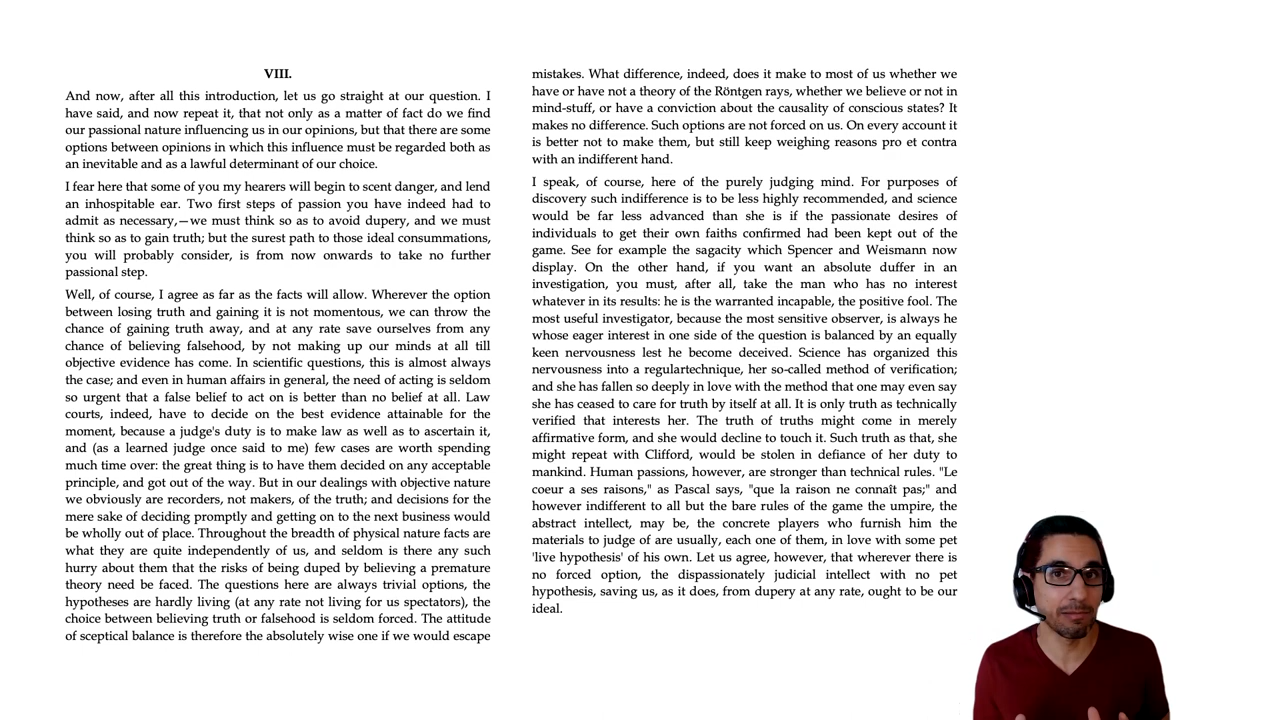 VIII.
And now, after all this introduction, let us go straight at our question. I
have said, and now repeat it, that not only as a matter of fact do we find
our passional nature influencing us in our opinions, but that there are some
options between opinions in which this influence must be regarded both as
an inevitable and as a lawful determinant of our choice.
I fear here that some of you my hearers will begin to scent danger, and lend
an inhospitable ear. Two first steps of passion you have indeed had to
admit as necessary,—we must think so as to avoid dupery, and we must
think so as to gain truth; but the surest path to those ideal consummations,
you will probably consider, is from now onwards to take no further
passional step.
Well, of course, I agree as far as the facts will allow. Wherever the option
between losing truth and gaining it is not momentous, we can throw the
chance of gaining truth away, and at any rate save ourselves from any
chance of believing falsehood, by not making up our minds at all till
objective evidence has come. In scientific questions, this is almost always
the case; and even in human affairs in general, the need of acting is seldom
so urgent that a false belief to act on is better than no belief at all. Law
courts, indeed, have to decide on the best evidence attainable for the
moment, because a judge's duty is to make law as well as to ascertain it,
and (as a learned judge once said to me) few cases are worth spending
much time over: the great thing is to have them decided on any acceptable
principle, and got out of the way. But in our dealings with objective nature
we obviously are recorders, not makers, of the truth; and decisions for the
mere sake of deciding promptly and getting on to the next business would
be wholly out of place. Throughout the breadth of physical nature facts are
what they are quite independently of us, and seldom is there any such
hurry about them that the risks of being duped by believing a premature
theory need be faced. The questions here are always trivial options, the
hypotheses are hardly living (at any rate not living for us spectators), the
choice between believing truth or falsehood is seldom forced. The attitude
of sceptical balance is therefore the absolutely wise one if we would escape
mistakes. What difference, indeed, does it make to most of us whether we
have or have not a theory of the Röntgen rays, whether we believe or not in
mind-stuff, or have a conviction about the causality of conscious states? It
makes no difference. Such options are not forced on us. On every account it
is better not to make them, but still keep weighing reasons pro et contra
with an indifferent hand.
I speak, of course, here of the purely judging mind. For purposes of
discovery such indifference is to be less highly recommended, and science
would be far less advanced than she is if the passionate desires of
individuals to get their own faiths confirmed had been kept out of the
game. See for example the sagacity which Spencer and Weismann now
display. On the other hand, if you want an absolute duffer in an
investigation, you must, after all, take the man who has no interest
whatever in its results: he is the warranted incapable, the positive fool. The
most useful investigator, because the most sensitive observer, is always he
whose eager interest in one side of the question is balanced by an equally
keen nervousness lest he become deceived. Science has organized this
nervousness into a regulartechnique, her so-called method of verification;
and she has fallen so deeply in love with the method that one may even say
she has ceased to care for truth by itself at all. It is only truth as technically
verified that interests her. The truth of truths might come in merely
affirmative form, and she would decline to touch it. Such truth as that, she
might repeat with Clifford, would be stolen in defiance of her duty to
mankind. Human passions, however, are stronger than technical rules. "Le
coeur a ses raisons," as Pascal says, "que la raison ne connaît pas;" and
however indifferent to all but the bare rules of the game the umpire, the
abstract intellect, may be, the concrete players who furnish him the
materials to judge of are usually, each one of them, in love with some pet
'live hypothesis' of his own. Let us agree, however, that wherever there is
no forced option, the dispassionately judicial intellect with no pet
hypothesis, saving us, as it does, from dupery at any rate, ought to be our
ideal.